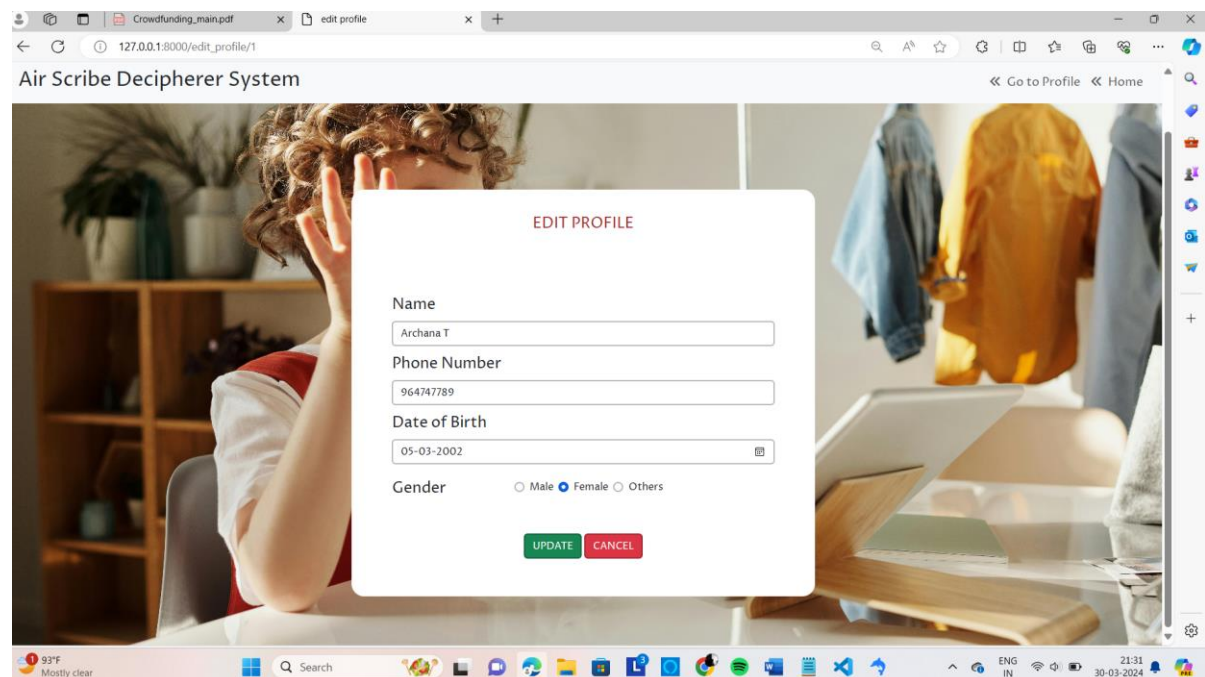 Crowdfunding_main.pdf
edit profile
127.0.0.1:8000/edit_profile/1
Air Scribe Decipherer System
Go to Profile
Home
EDIT PROFILE
Name
Archana T
Phone Number
964747789
Date of Birth
05-03-2002
Gender Male Female Others
UPDATE CANCEL
1
93°F
Mostly clear
Search
3
ENG
IN
21:31
30-03-2024